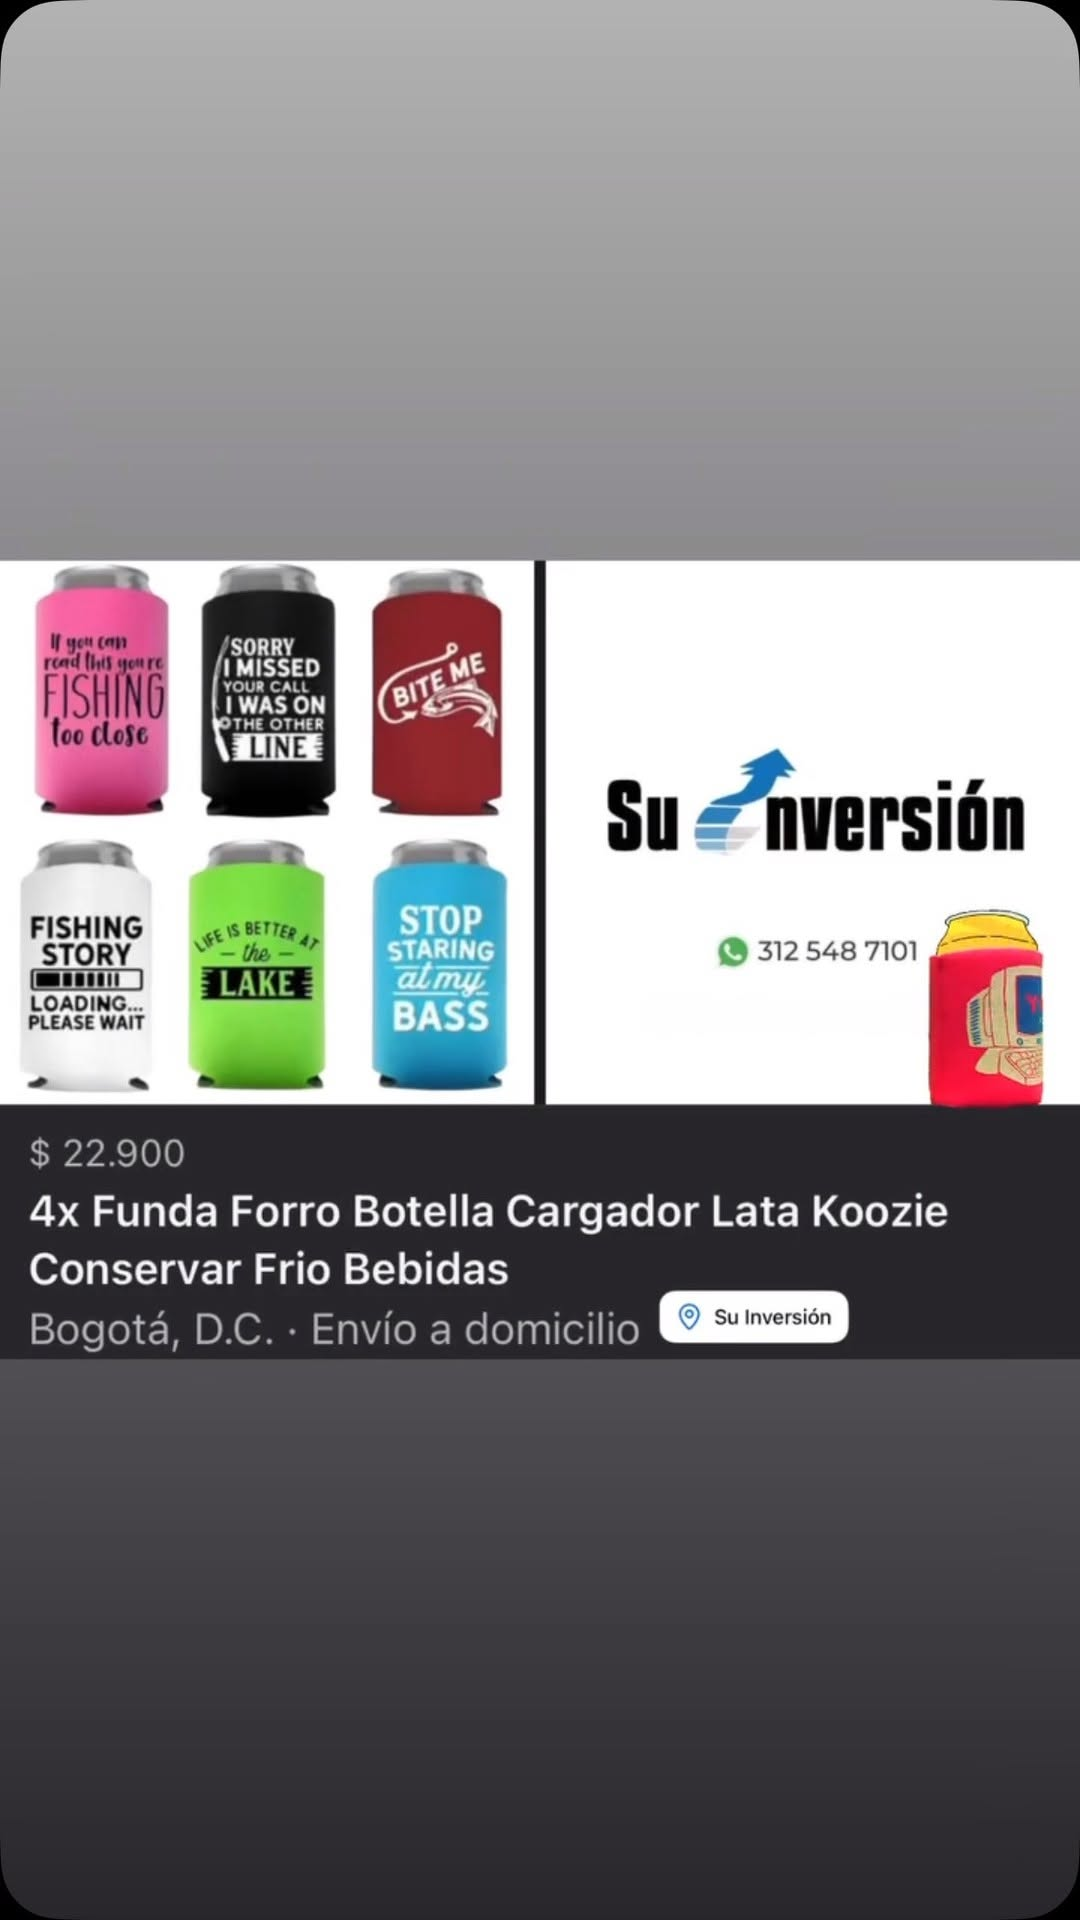 If you can
read this you're
FISHING
too close
SORRY
I MISSED
YOUR CALL
I WAS ON
THE OTHER
LINE
BITE ME
FISHING
STORY
LOADING...
PLEASE WAIT
LIFE IS BETTER AT
the
LAKE
STOP
STARING
at my
BASS
Su Inversión
312 548 7101
$ 22.900
4x Funda Forro Botella Cargador Lata Koozie
Conservar Frio Bebidas
Bogotá, D.C. · Envío a domicilio
Su Inversión